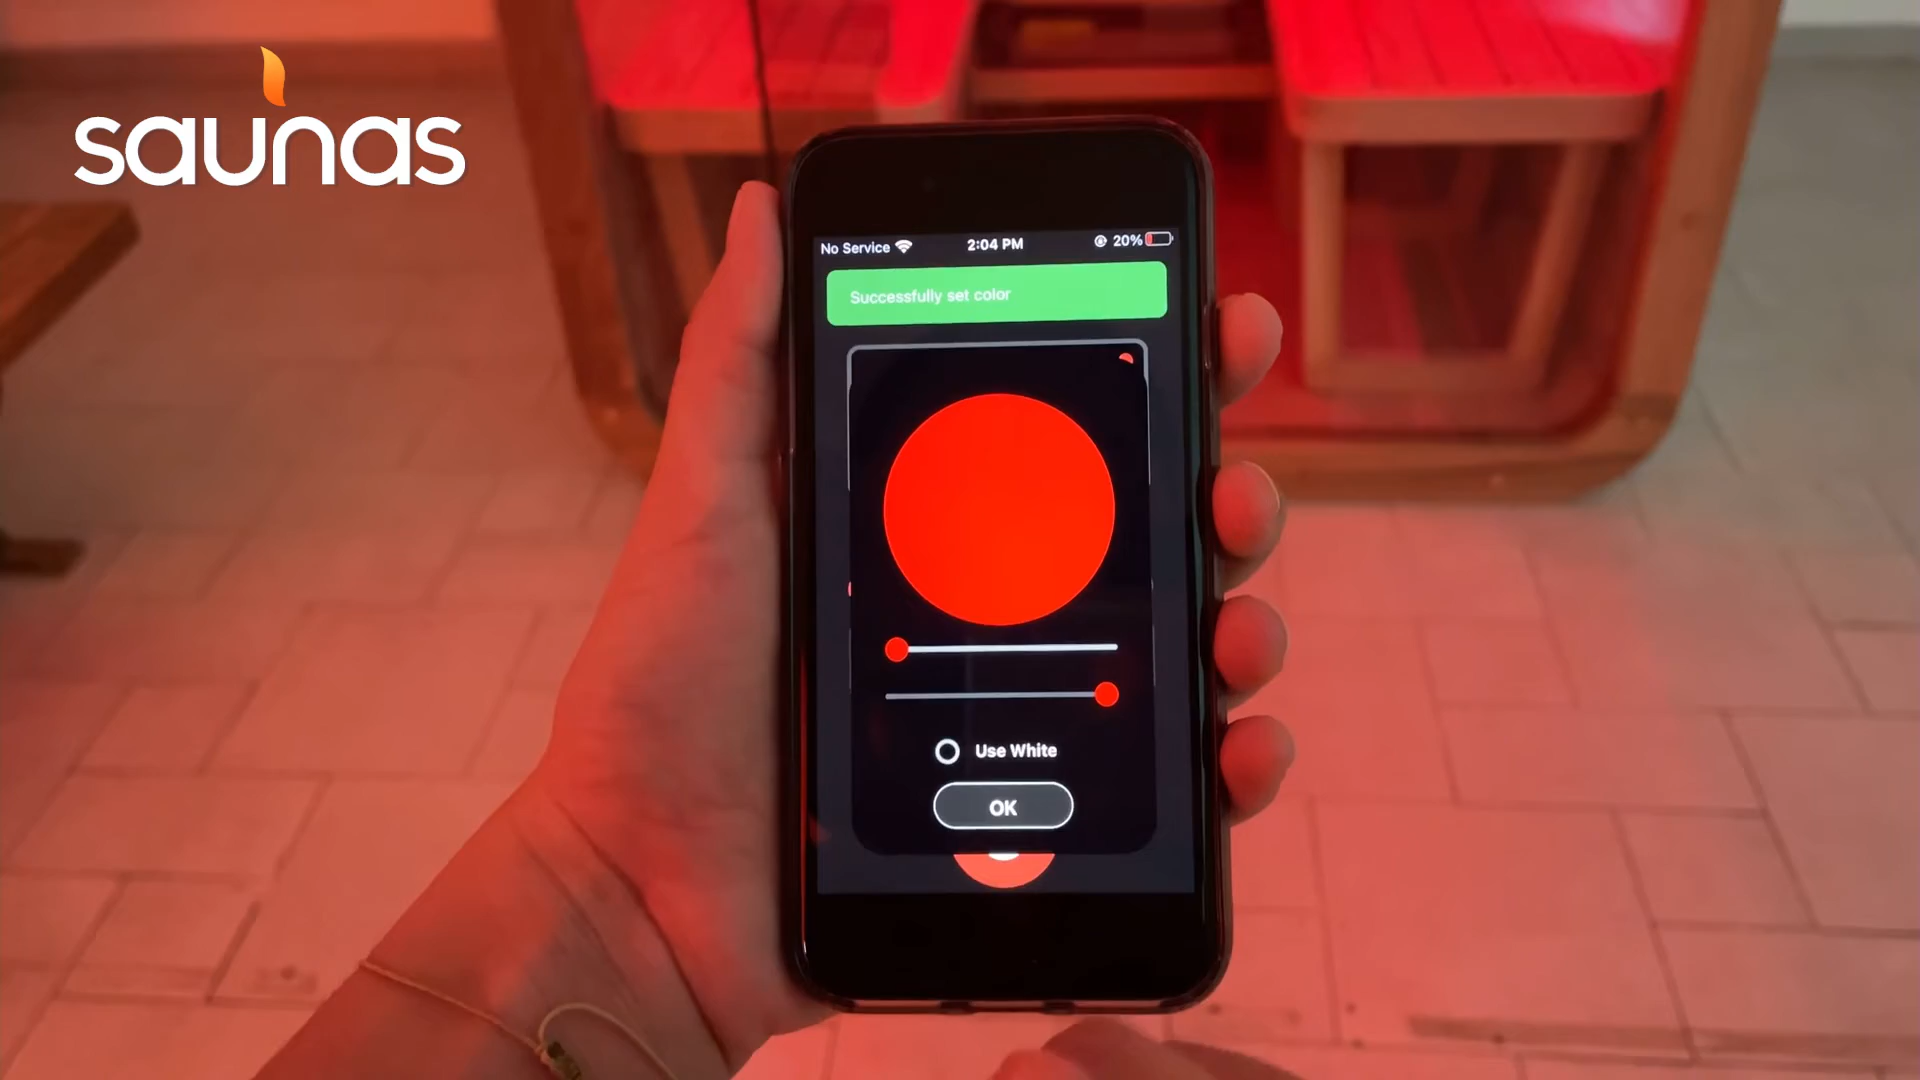 saunas
No Service 2:04 PM 20%
Successfully set color
Use White
OK